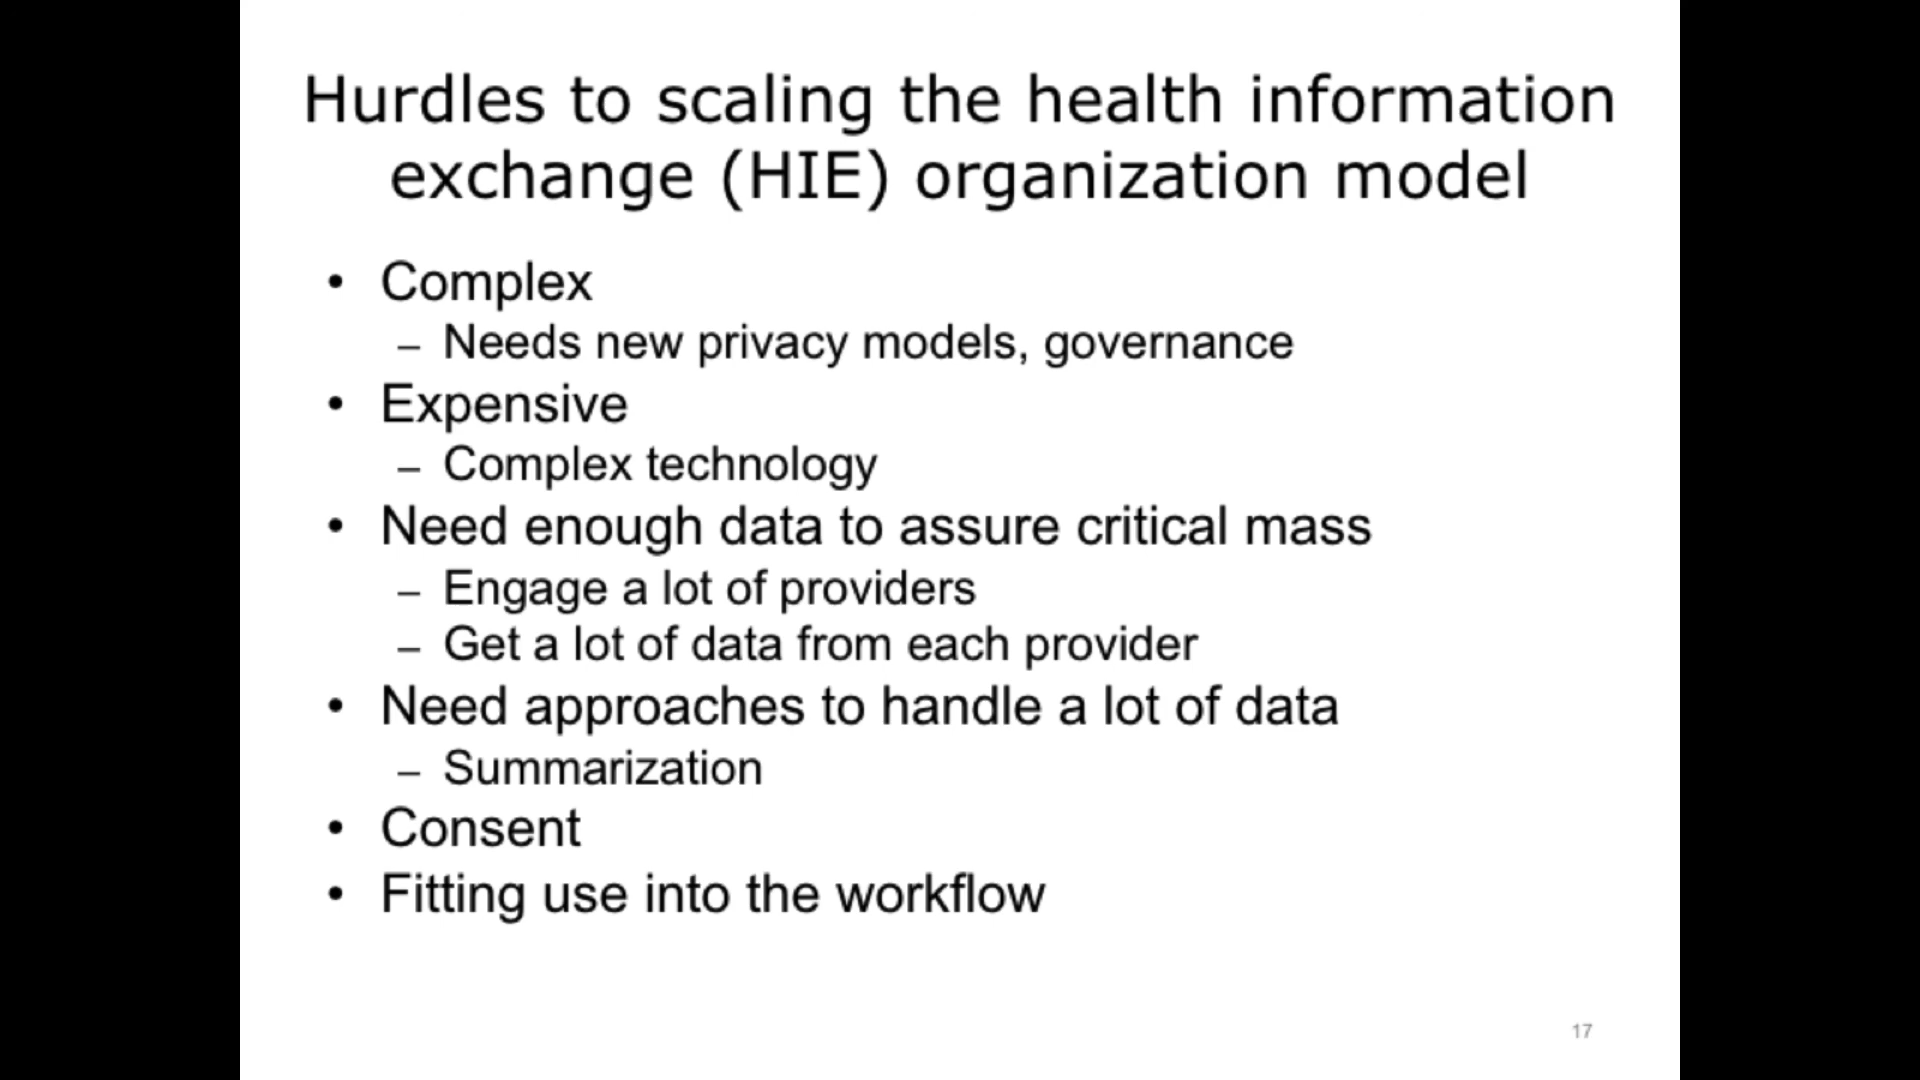 Hurdles to scaling the health information
exchange (HIE) organization model
• Complex
– Needs new privacy models, governance
• Expensive
– Complex technology
• Need enough data to assure critical mass
– Engage a lot of providers
– Get a lot of data from each provider
• Need approaches to handle a lot of data
– Summarization
• Consent
• Fitting use into the workflow
17